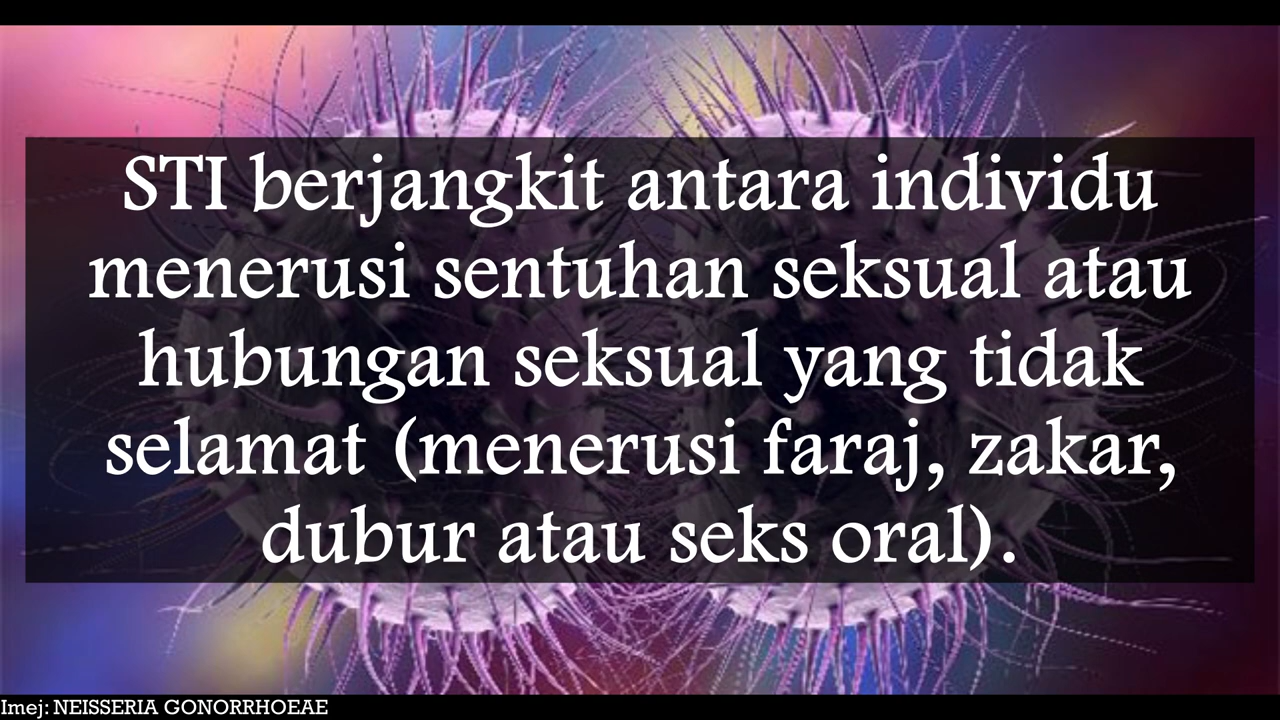 STI berjangkit antara individu
menerusi sentuhan seksual atau
hubungan seksual yang tidak
selamat (menerusi faraj, zakar,
dubur atau seks oral).
Imej: NEISSERIA GONORRHOEAE